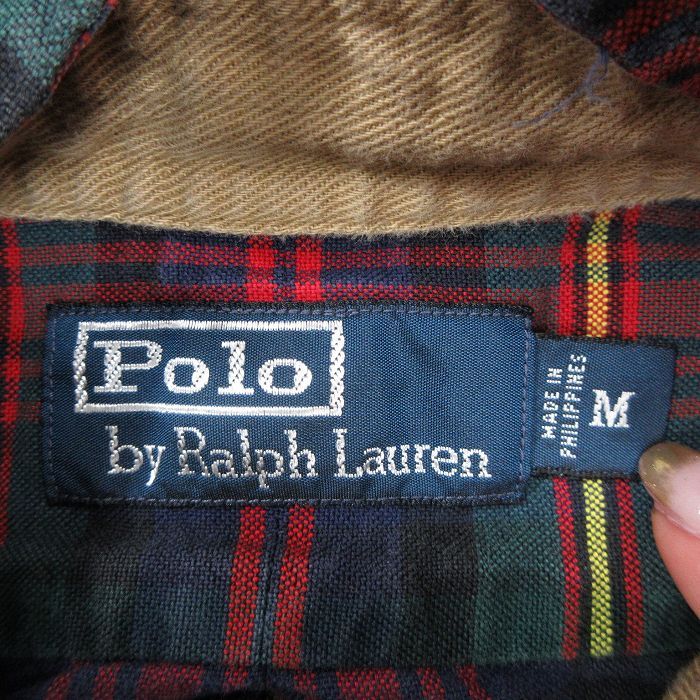 Polo
by Ralph Lauren
MADE IN
PHILIPPINES
M